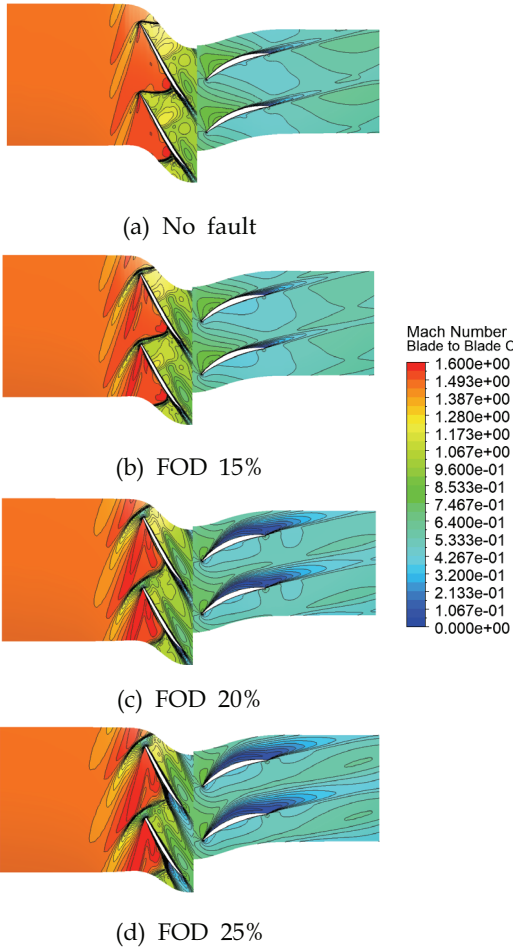 (a) No fault
(b) FOD 15%
Mach Number
Blade to Blade C
1.600e+00
1.493e+00
1.387e+00
1.280e+00
1.173e+00
1.067e+00
9.600e-01
8.533e-01
7.467e-01
6.400e-01
5.333e-01
4.267e-01
3.200e-01
2.133e-01
1.067e-01
0.000e+00
(c) FOD 20%
(d) FOD 25%